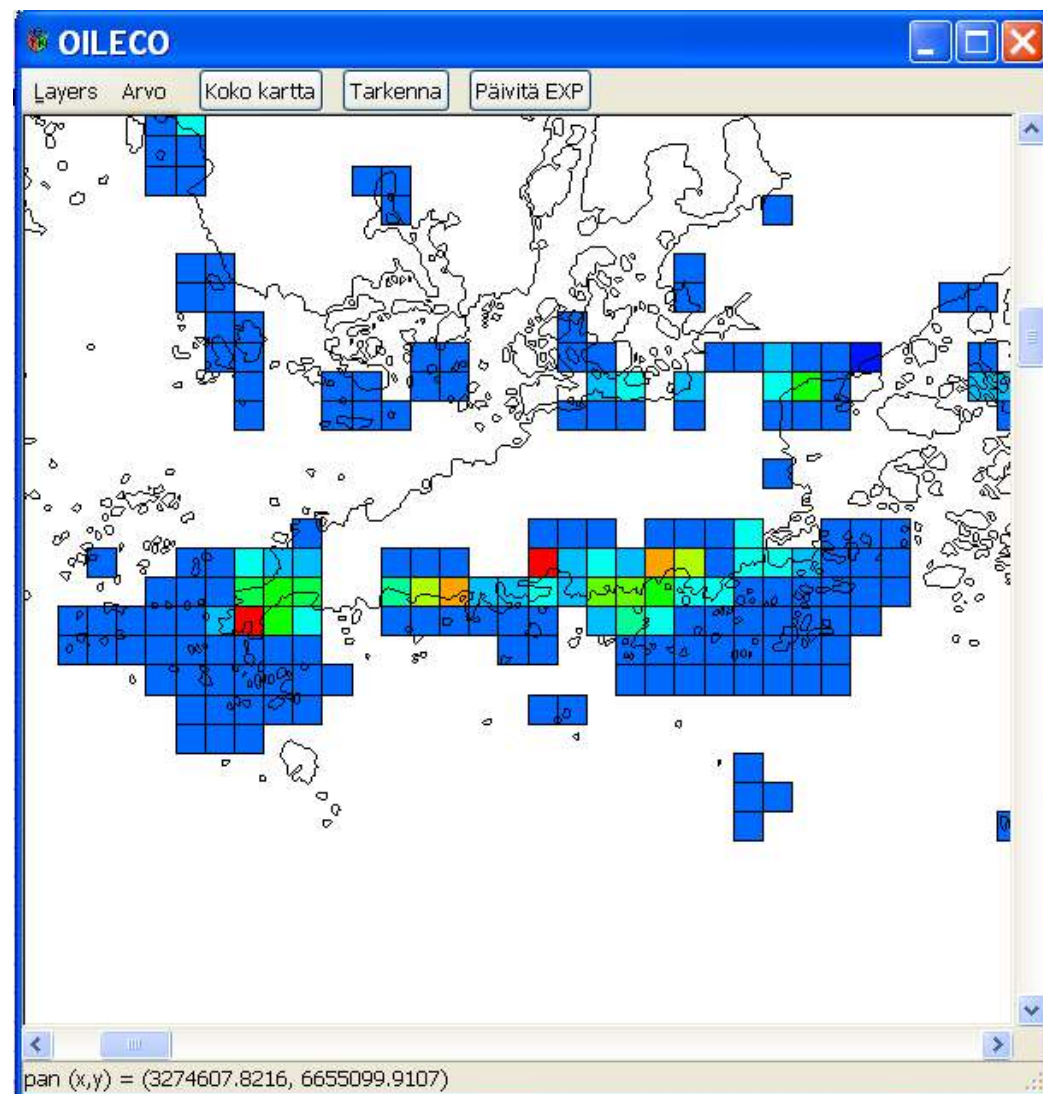 OILECO
Layers Arvo Koko kartta Tarkenna Päivitä EXP
pan (x,y) = (3274607.8216, 6655099.9107)